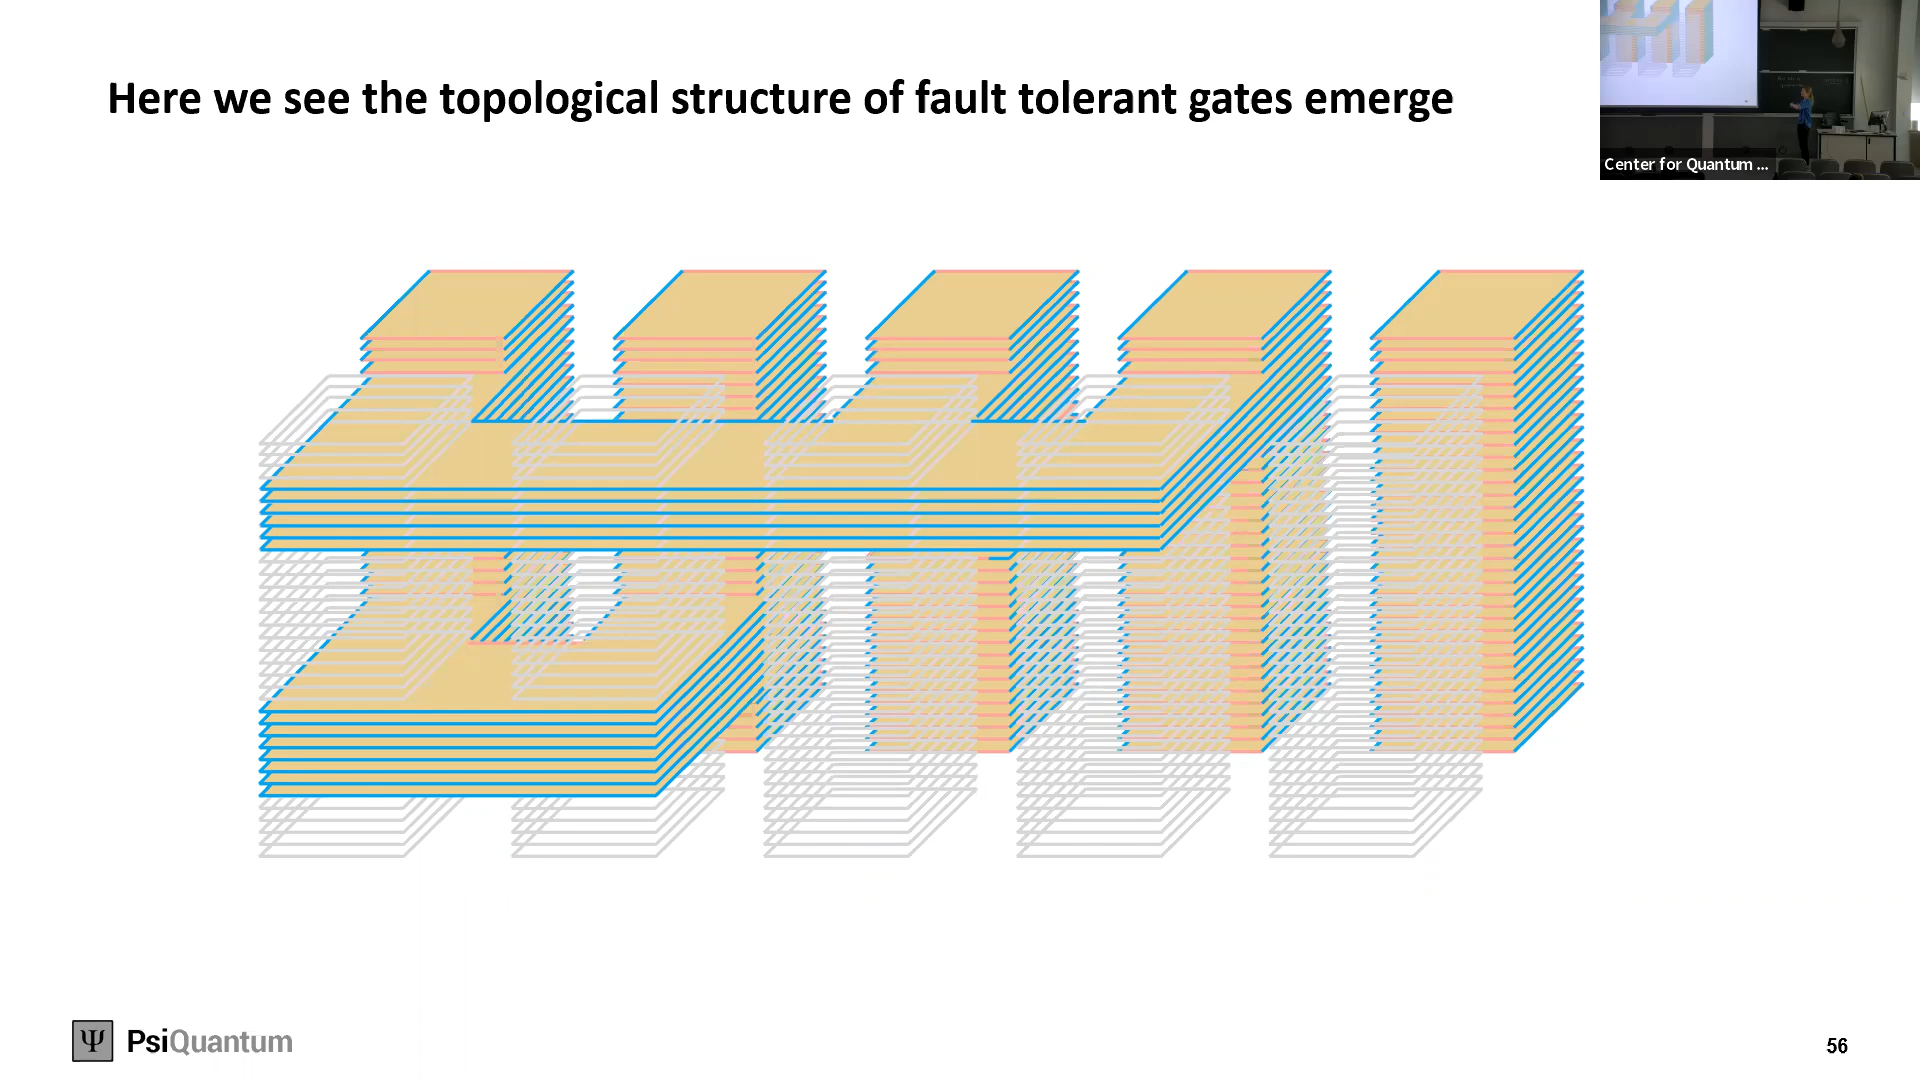 Here we see the topological structure of fault tolerant gates emerge
Center for Quantum ...
Ψ PsiQuantum
56